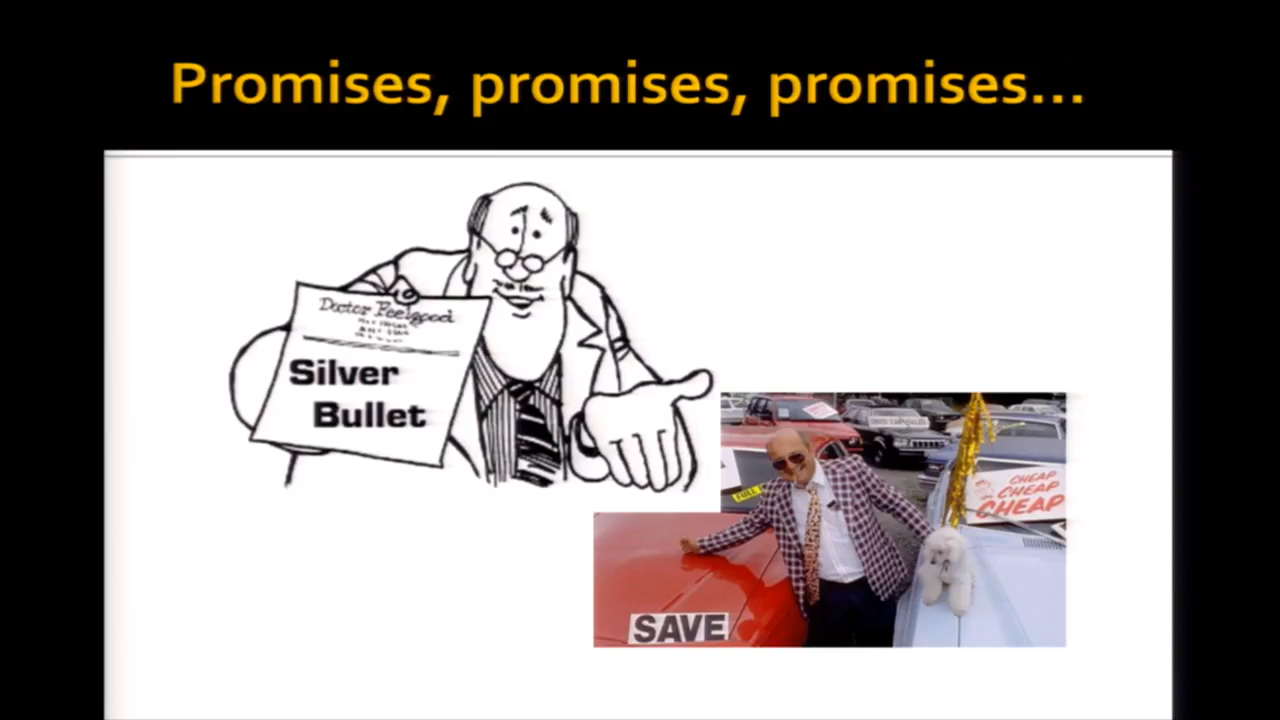 Promises, promises, promises...
Doctor Feelgood
Silver
Bullet
CHEAP
CHEAP
CHEAP
SAVE